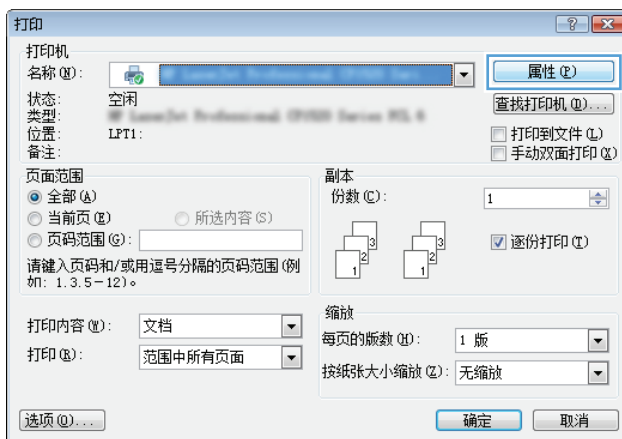 打印
打印机
名称(N):
属性(P)
状态: 空闲
类型:
查找打印机(D)...
位置: LPT1:
打印到文件(L)
备注:
手动双面打印(X)
页面范围
全部(A)
当前页(E) 所选内容(S)
页码范围(G):
请键入页码和/或用逗号分隔的页码范围(例
如: 1.3.5-12)。
副本
份数(C): 1
3
2
1
3
2
1
逐份打印(T)
打印内容(W): 文档
打印(R): 范围中所有页面
缩放
每页的版数(H): 1 版
按纸张大小缩放(Z): 无缩放
选项(O)...
确定
取消